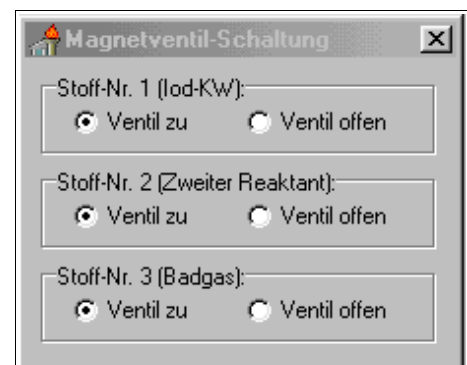 Magnetventil-Schaltung
Stoff-Nr. 1 (Iod-KW):
Ventil zu Ventil offen
Stoff-Nr. 2 (Zweiter Reaktant):
Ventil zu Ventil offen
Stoff-Nr. 3 (Badgas):
Ventil zu Ventil offen